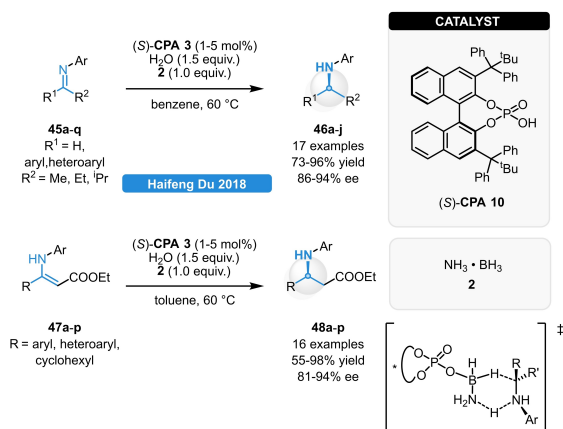 (S)-CPA 3 (1-5 mol%)
H₂O (1.5 equiv.)
2 (1.0 equiv.)
benzene, 60 °C
N
Ar
R¹
R²
45a-q
R¹ = H,
aryl,heteroaryl
R² = Me, Et, ⁱPr
HN
Ar
R¹
R²
46a-j
17 examples
73-96% yield
86-94% ee
Haifeng Du 2018
CATALYST
Ph
tBu
Ph
O
O
P
O
OH
Ph
tBu
Ph
(S)-CPA 10
(S)-CPA 3 (1-5 mol%)
H₂O (1.5 equiv.)
2 (1.0 equiv.)
toluene, 60 °C
HN
Ar
R
COOEt
47a-p
R = aryl, heteroaryl,
cyclohexyl
HN
Ar
R
COOEt
48a-p
16 examples
55-98% yield
81-94% ee
NH₃ • BH₃
2
‡
*
O
O
P
O
O
H
B
H
R
C
R'
H₂N
H
NH
Ar